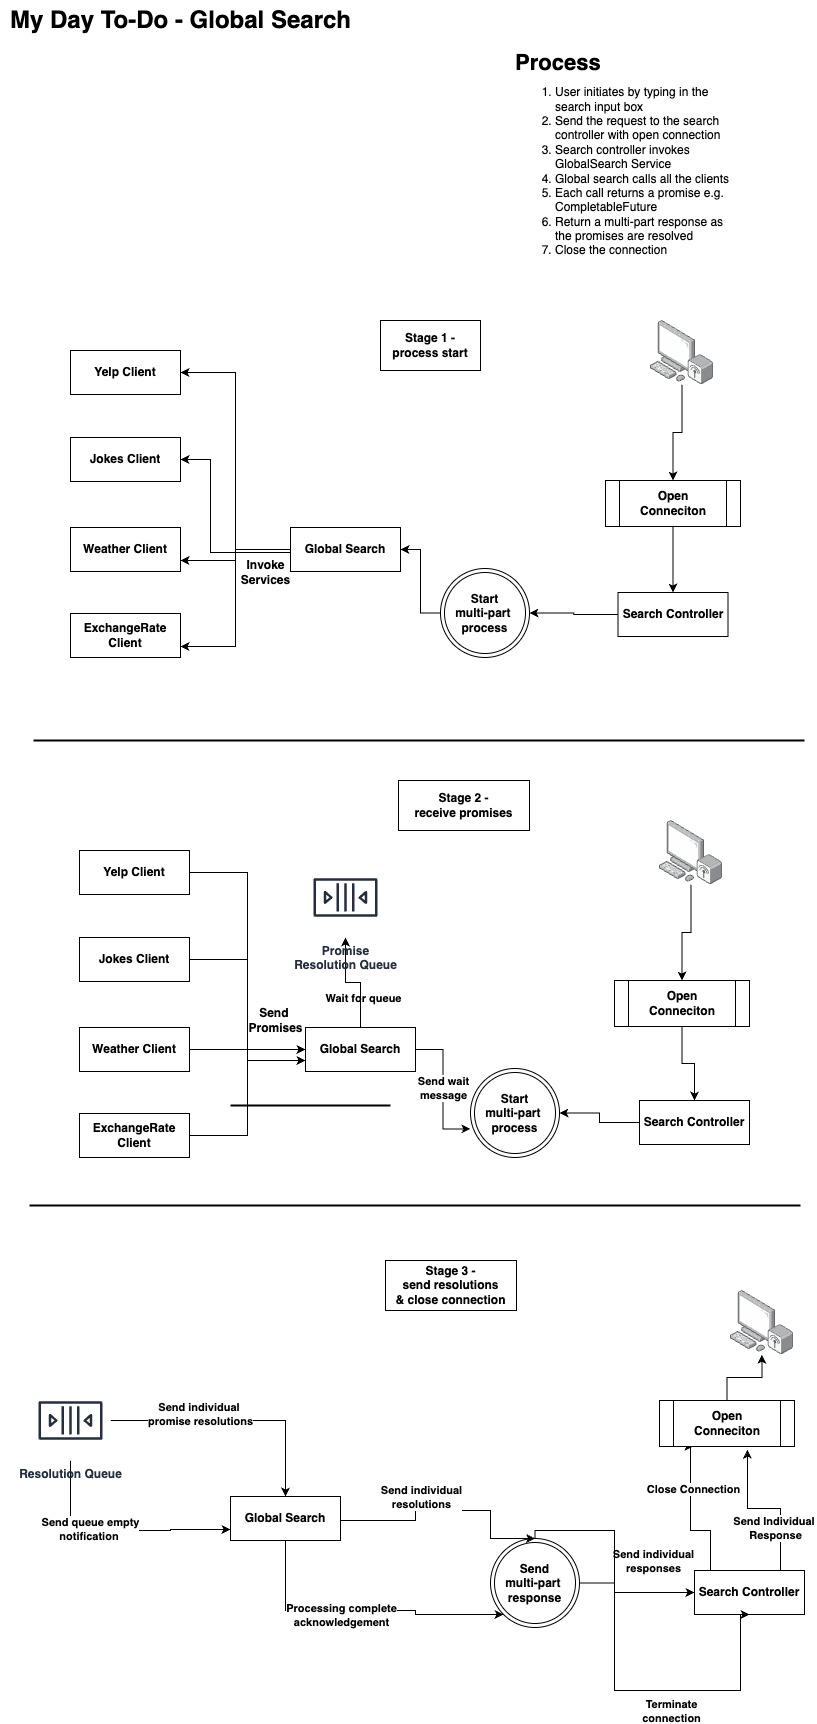 My Day To-Do - Global Search
Process
1. User initiates by typing in the
search input box
2. Send the request to the search
controller with open connection
3. Search controller invokes
GlobalSearch Service
4. Global search calls all the clients
5. Each call returns a promise e.g.
CompletableFuture
6. Return a multi-part response as
the promises are resolved
7. Close the connection
Stage 1 -
process start
Yelp Client
Jokes Client
Weather Client
ExchangeRate
Client
Invoke
Services
Global Search
Start
multi-part
process
Open
Conneciton
Search Controller
Stage 2 -
receive promises
Yelp Client
Jokes Client
Weather Client
ExchangeRate
Client
Promise
Resolution Queue
Wait for queue
Send
Promises
Global Search
Send wait
message
Start
multi-part
process
Open
Conneciton
Search Controller
Stage 3 -
send resolutions
& close connection
Send individual
promise resolutions
Resolution Queue
Send queue empty
notification
Global Search
Send individual
resolutions
Processing complete
acknowledgement
Send
multi-part
response
Send individual
responses
Open
Conneciton
Close Connection
Send Individual
Response
Search Controller
Terminate
connection